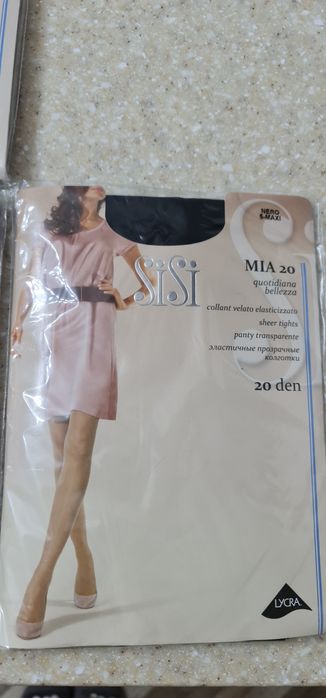 NERO
5-MAXI
SiSi
MIA 20
quotidiana
bellezza
collant velato elasticizzato
sheer tights
panty transparente
эластичные прозрачные
колготки
20 den
LYCRA